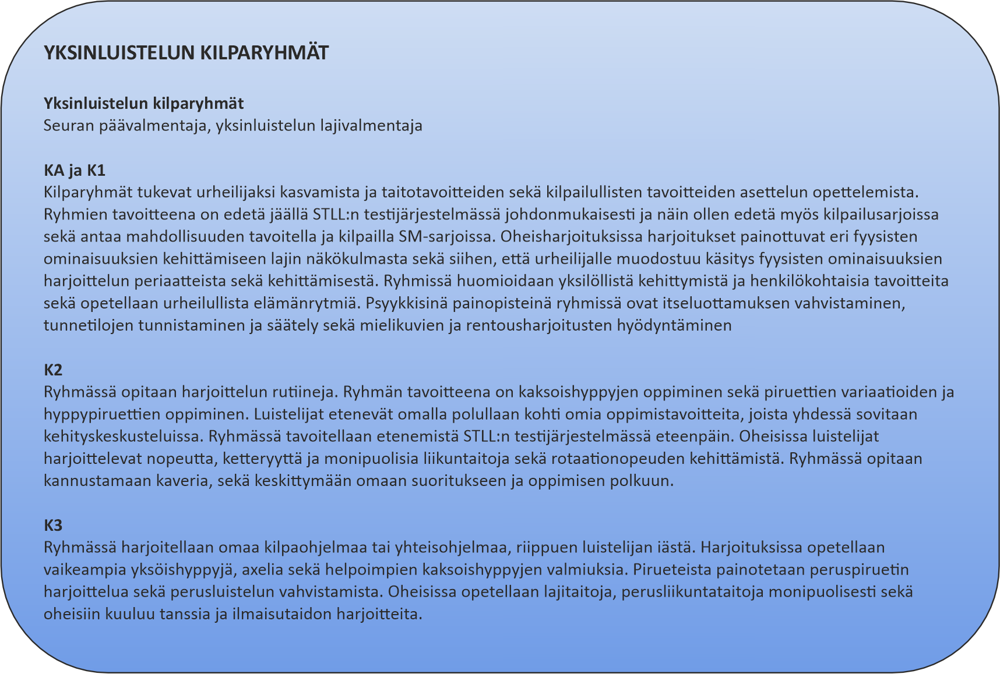 YKSINLUISTELUN KILPARYHMÄT
Yksinluistelun kilparyhmät
Seuran päävalmentaja, yksinluistelun lajivalmentaja
KA ja K1
Kilparyhmät tukevat urheilijaksi kasvamista ja taitotavoitteiden sekä kilpailullisten tavoitteiden asettelun opettelemista.
Ryhmien tavoitteena on edetä jäällä STLL:n testijärjestelmässä johdonmukaisesti ja näin ollen edetä myös kilpailusarjoissa
sekä antaa mahdollisuuden tavoitella ja kilpailla SM-sarjoissa. Oheisharjoituksissa harjoitukset painottuvat eri fyysisten
ominaisuuksien kehittämiseen lajin näkökulmasta sekä siihen, että urheilijalle muodostuu käsitys fyysisten ominaisuuksien
harjoittelun periaatteista sekä kehittämisestä. Ryhmissä huomioidaan yksilöllistä kehittymistä ja henkilökohtaisia tavoitteita
sekä opetellaan urheilullista elämänrytmiä. Psyykkisinä painopisteinä ryhmissä ovat itseluottamuksen vahvistaminen,
tunnetilojen tunnistaminen ja säätely sekä mielikuvien ja rentousharjoitusten hyödyntäminen
K2
Ryhmässä opitaan harjoittelun rutiineja. Ryhmän tavoitteena on kaksoishyppyjen oppiminen sekä piruettien variaatioiden ja
hyppypiruettien oppiminen. Luistelijat etenevät omalla polullaan kohti omia oppimistavoitteita, joista yhdessä sovitaan
kehityskeskusteluissa. Ryhmässä tavoitellaan etenemistä STLL:n testijärjestelmässä eteenpäin. Oheisissa luistelijat
harjoittelevat nopeutta, ketteryyttä ja monipuolisia liikuntaitoja sekä rotaationopeuden kehittämistä. Ryhmässä opitaan
kannustamaan kaveria, sekä keskittymään omaan suoritukseen ja oppimisen polkuun.
K3
Ryhmässä harjoitellaan omaa kilpaohjelmaa tai yhteisohjelmaa, riippuen luistelijan iästä. Harjoituksissa opetellaan
vaikeampia yksöishyppyjä, axelia sekä helpoimpien kaksoishyppyjen valmiuksia. Pirueteista painotetaan peruspiruetin
harjoittelua sekä perusluistelun vahvistamista. Oheisissa opetellaan lajitaitoja, perusliikuntataitoja monipuolisesti sekä
oheisiin kuuluu tanssia ja ilmaisutaidon harjoitteita.